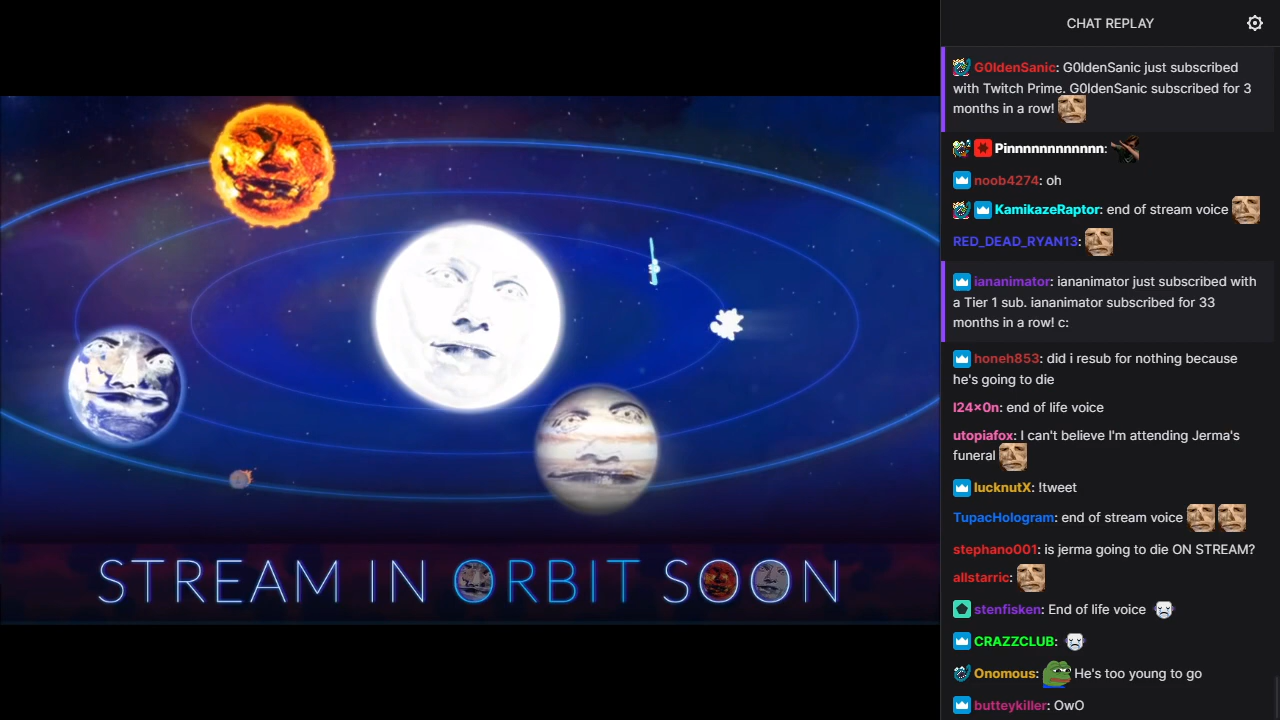 STREAM IN ORBIT SOON
CHAT REPLAY
G0ldenSanic: G0ldenSanic just subscribed
with Twitch Prime. G0ldenSanic subscribed for 3
months in a row!
Pinnnnnnnnnnn:
noob4274: oh
KamikazeRaptor: end of stream voice
RED_DEAD_RYAN13:
iananimator: iananimator just subscribed with
a Tier 1 sub. iananimator subscribed for 33
months in a row! c:
honeh853: did i resub for nothing because
he's going to die
l24x0n: end of life voice
utopiafox: I can't believe I'm attending Jerma's
funeral
lucknutX: !tweet
TupacHologram: end of stream voice
stephano001: is jerma going to die ON STREAM?
allstarric:
stenfisken: End of life voice
CRAZZCLUB:
Onomous: He's too young to go
butteykiller: OwO